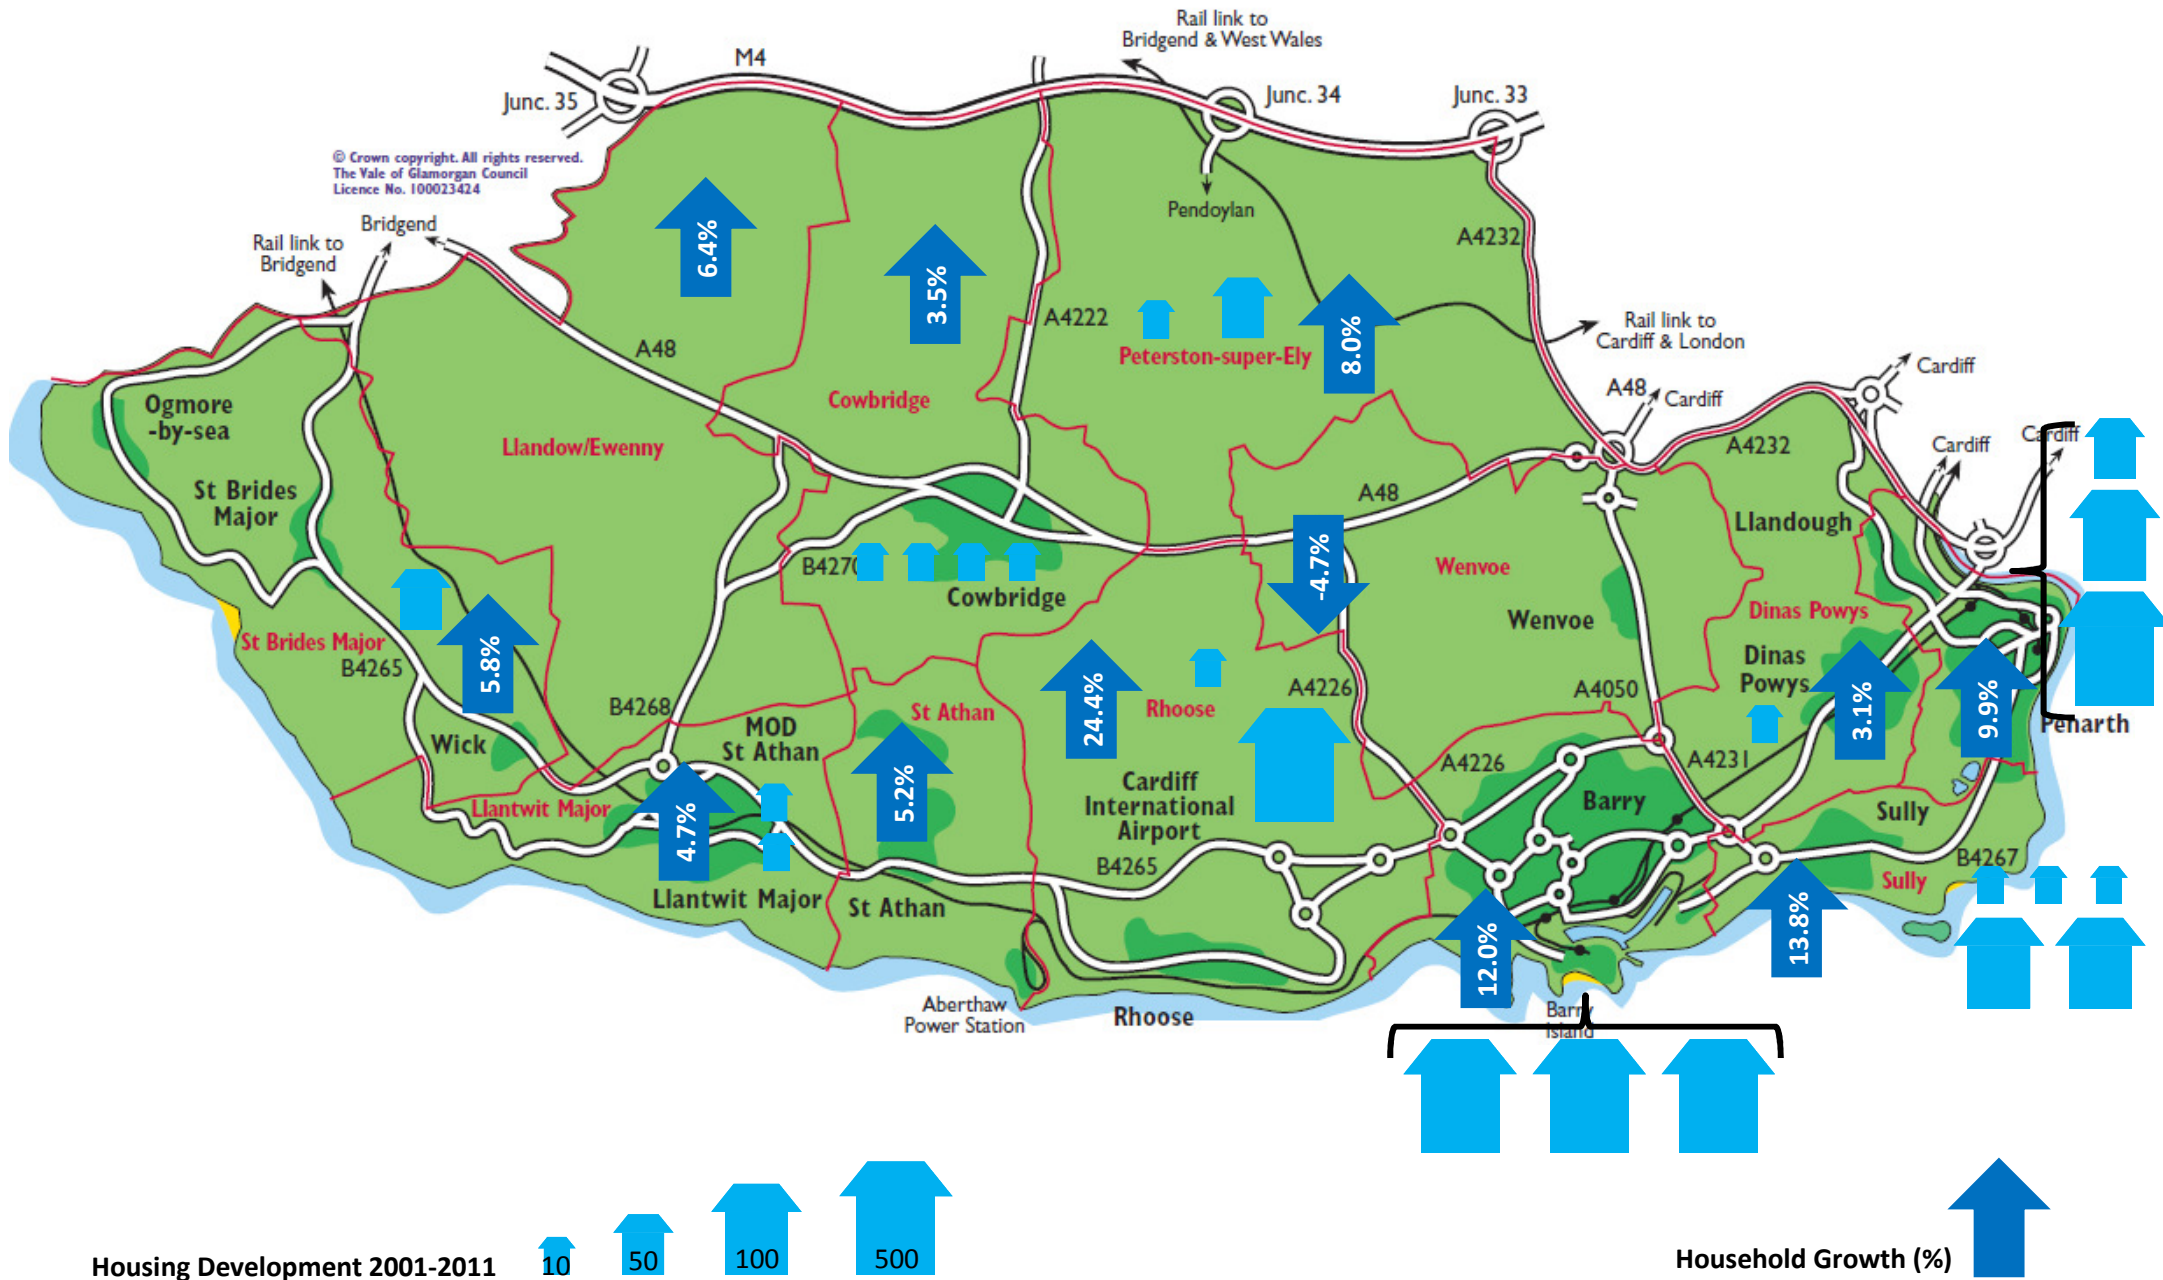 Rail link to
Bridgend & West Wales
M4
Junc. 35
Junc. 34
Junc. 33
© Crown copyright. All rights reserved.
The Vale of Glamorgan Council
Licence No. 100023424
Pendoylan
Bridgend
Rail link to
Bridgend
6.4%
3.5%
A4232
A4222
8.0%
Rail link to
Cardiff & London
A48
Peterston-super-Ely
Cardiff
A48
Cardiff
Cowbridge
Ogmore
-by-sea
Llandow/Ewenny
A4232
Cardiff
Cardiff
St Brides
Major
A48
Llandough
-4.7%
B4270
Cowbridge
Wenvoe
Wenvoe
Dinas Powys
St Brides Major
B4265
5.8%
Dinas
Powys
B4268
MOD
St Athan
St Athan
24.4%
Rhoose
A4226
A4050
3.1%
9.9%
Penarth
Wick
5.2%
A4226
A4231
Cardiff
International
Airport
Llantwit Major
4.7%
Barry
Sully
B4265
B4267
Sully
Llantwit Major
St Athan
12.0%
13.8%
Aberthaw
Power Station
Rhoose
Barry
Island
Housing Development 2001-2011
10
50
100
500
Household Growth (%)